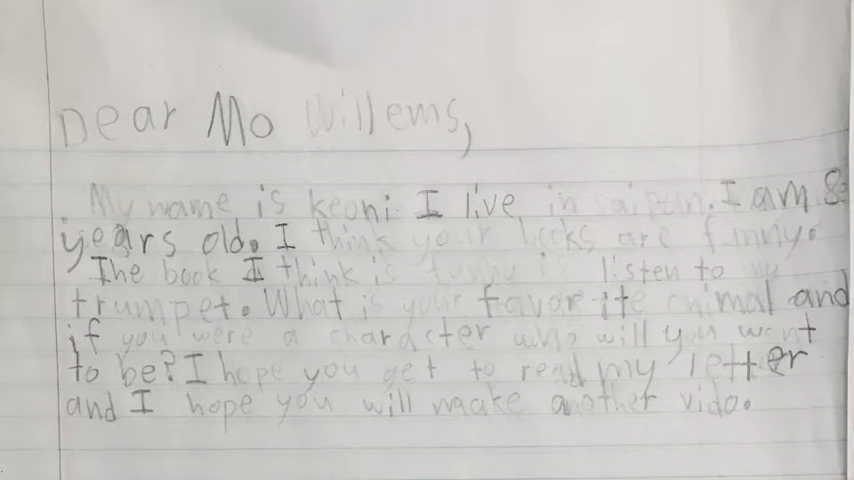 Dear Mo Willems,
My name is keoni. I live in saipan. I am 8
years old. I think your books are funny.
The book I think is funny is listen to my
trumpet. What is your favorite animal and
if you were a character who will you want
to be? I hope you get to read my letter
and I hope you will make another vido.